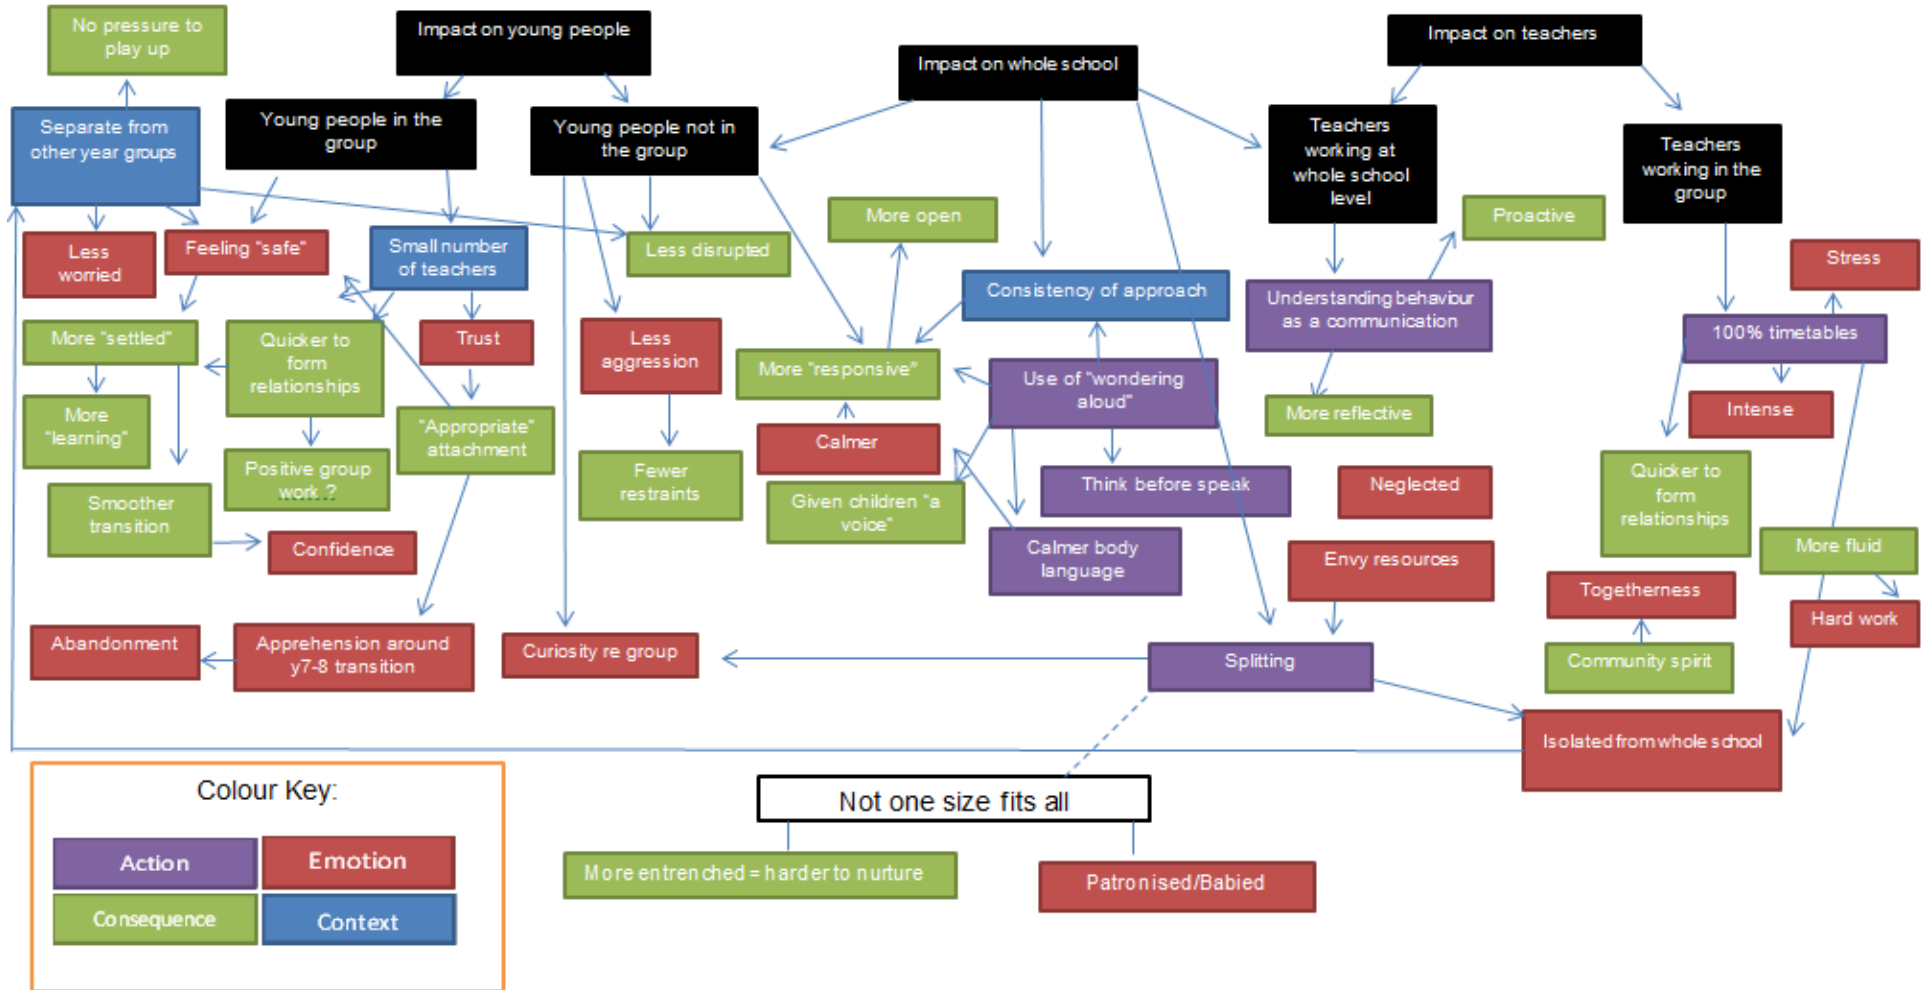 No pressure to
play up
Impact on young people
Impact on whole school
Impact on teachers
Separate from
other year groups
Young people in the
group
Young people not in
the group
Teachers
working at
whole school
level
Teachers
working in the
group
More open
Proactive
Less
worried
Feeling "safe"
Small number
of teachers
Less disrupted
Consistency of approach
Understanding behaviour
as a communication
Stress
More "settled"
Quicker to
form
relationships
Trust
Less
aggression
More "responsive"
Use of "wondering
aloud"
100% timetables
More
"learning"
"Appropriate"
attachment
Calmer
More reflective
Intense
Positive group
work ?
Fewer
restraints
Given children "a
voice"
Think before speak
Neglected
Quicker to
form
relationships
Smoother
transition
Confidence
Calmer body
language
Envy resources
More fluid
Togetherness
Hard work
Abandonment
Apprehension around
y7-8 transition
Curiosity re group
Splitting
Community spirit
Isolated from whole school
Colour Key:
Action
Emotion
Consequence
Context
Not one size fits all
More entrenched = harder to nurture
Patronised/Babied